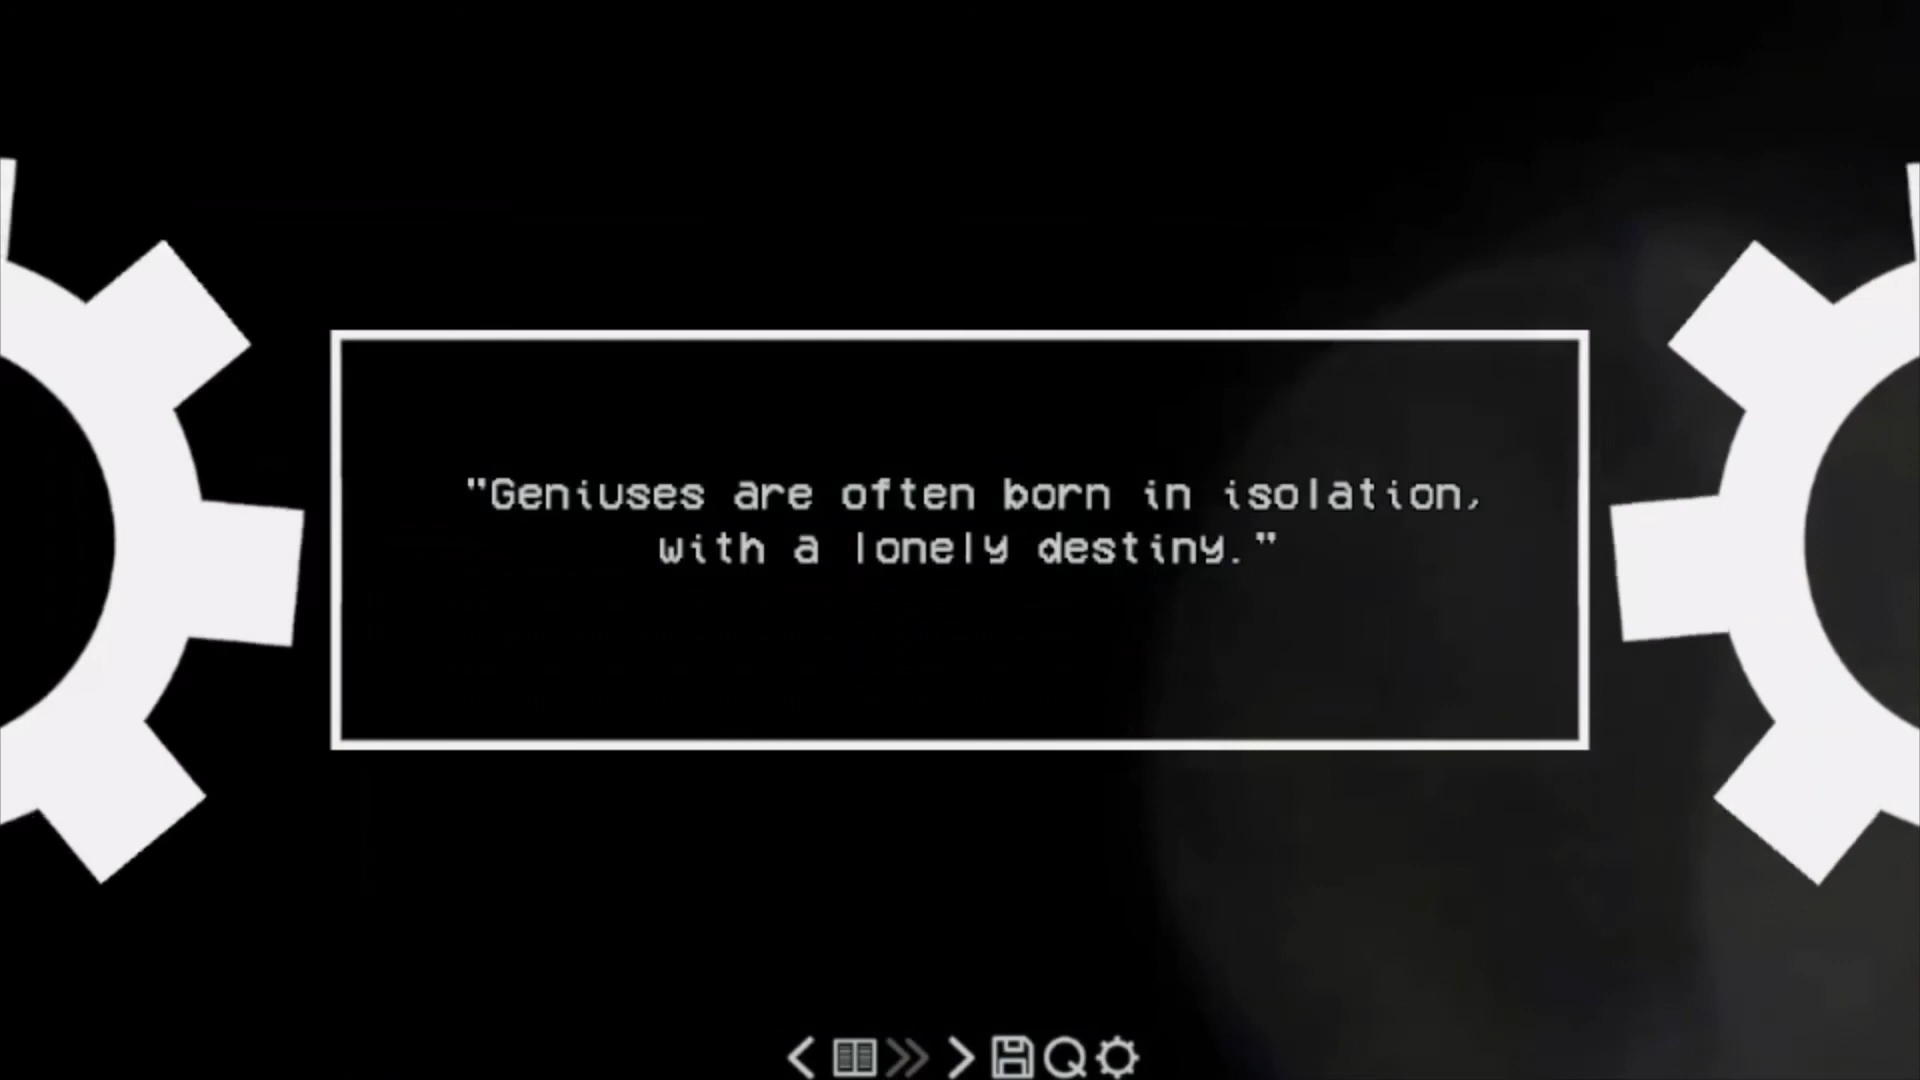 "Geniuses are often born in isolation,
with a lonely destiny."